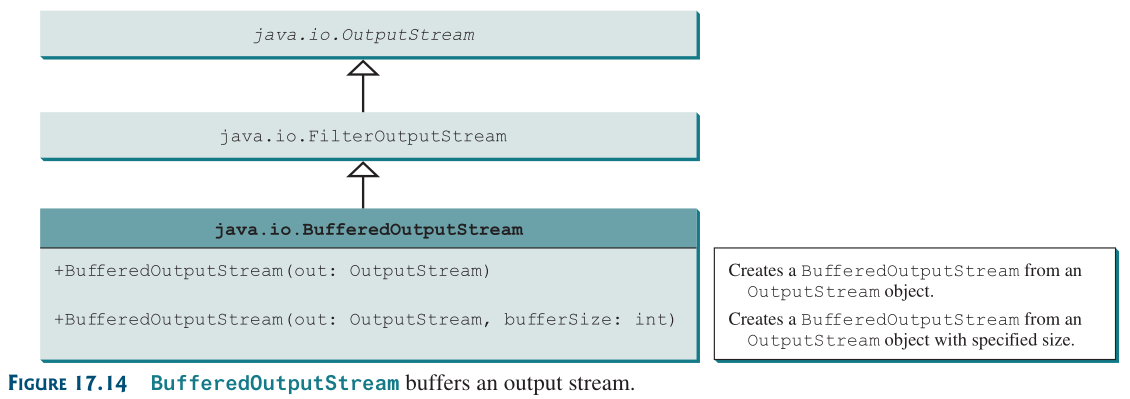 java.io.OutputStream
java.io.FilterOutputStream
java.io.BufferedOutputStream
+BufferedOutputStream(out: OutputStream)
+BufferedOutputStream(out: OutputStream, bufferSize: int)
Creates a BufferedOutputStream from an
OutputStream object.
Creates a BufferedOutputStream from an
OutputStream object with specified size.
FIGURE 17.14 BufferedOutputStream buffers an output stream.